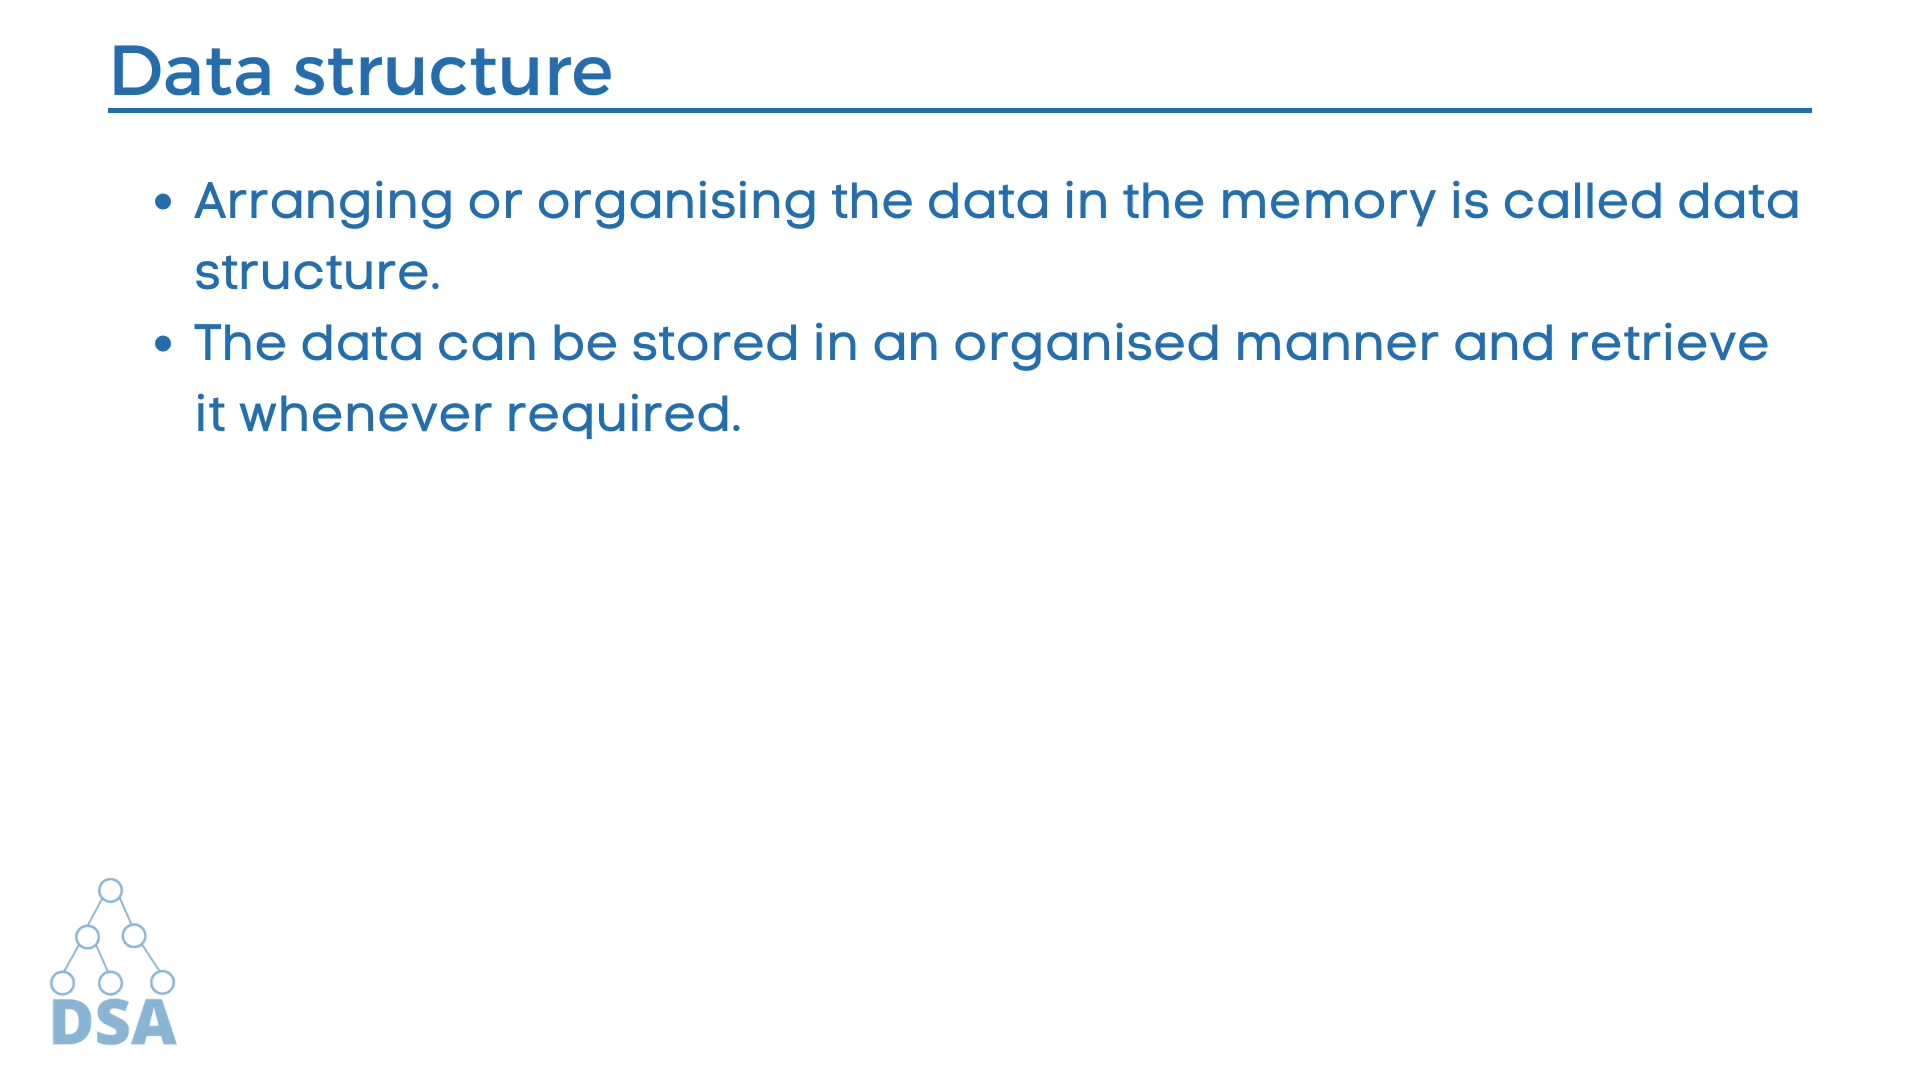 Data structure
• Arranging or organising the data in the memory is called data
structure.
• The data can be stored in an organised manner and retrieve
it whenever required.
DSA